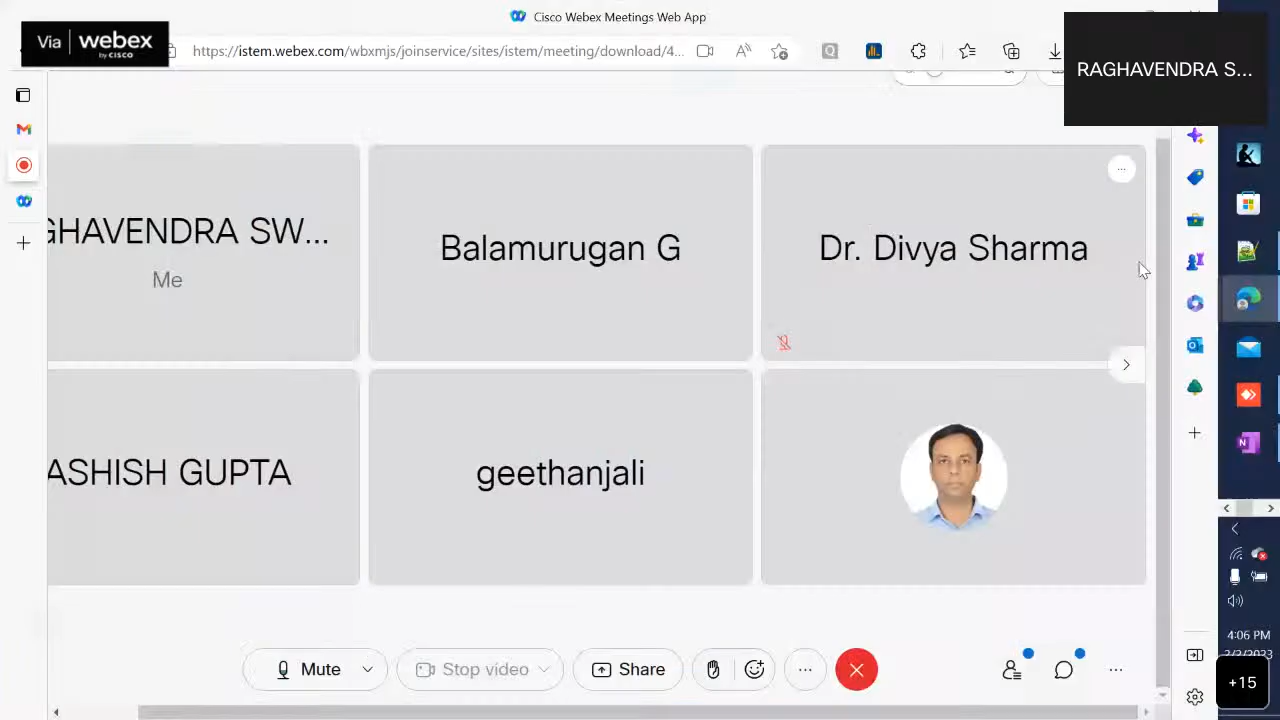 Cisco Webex Meetings Web App
Via webex
by CISCO
https://istem.webex.com/wbxmjs/joinservice/sites/istem/meeting/download/4...
RAGHAVENDRA S...
GHAVENDRA SW...
Me
Balamurugan G
Dr. Divya Sharma
ASHISH GUPTA
geethanjali
Mute
Stop video
Share
4:06 PM
+15